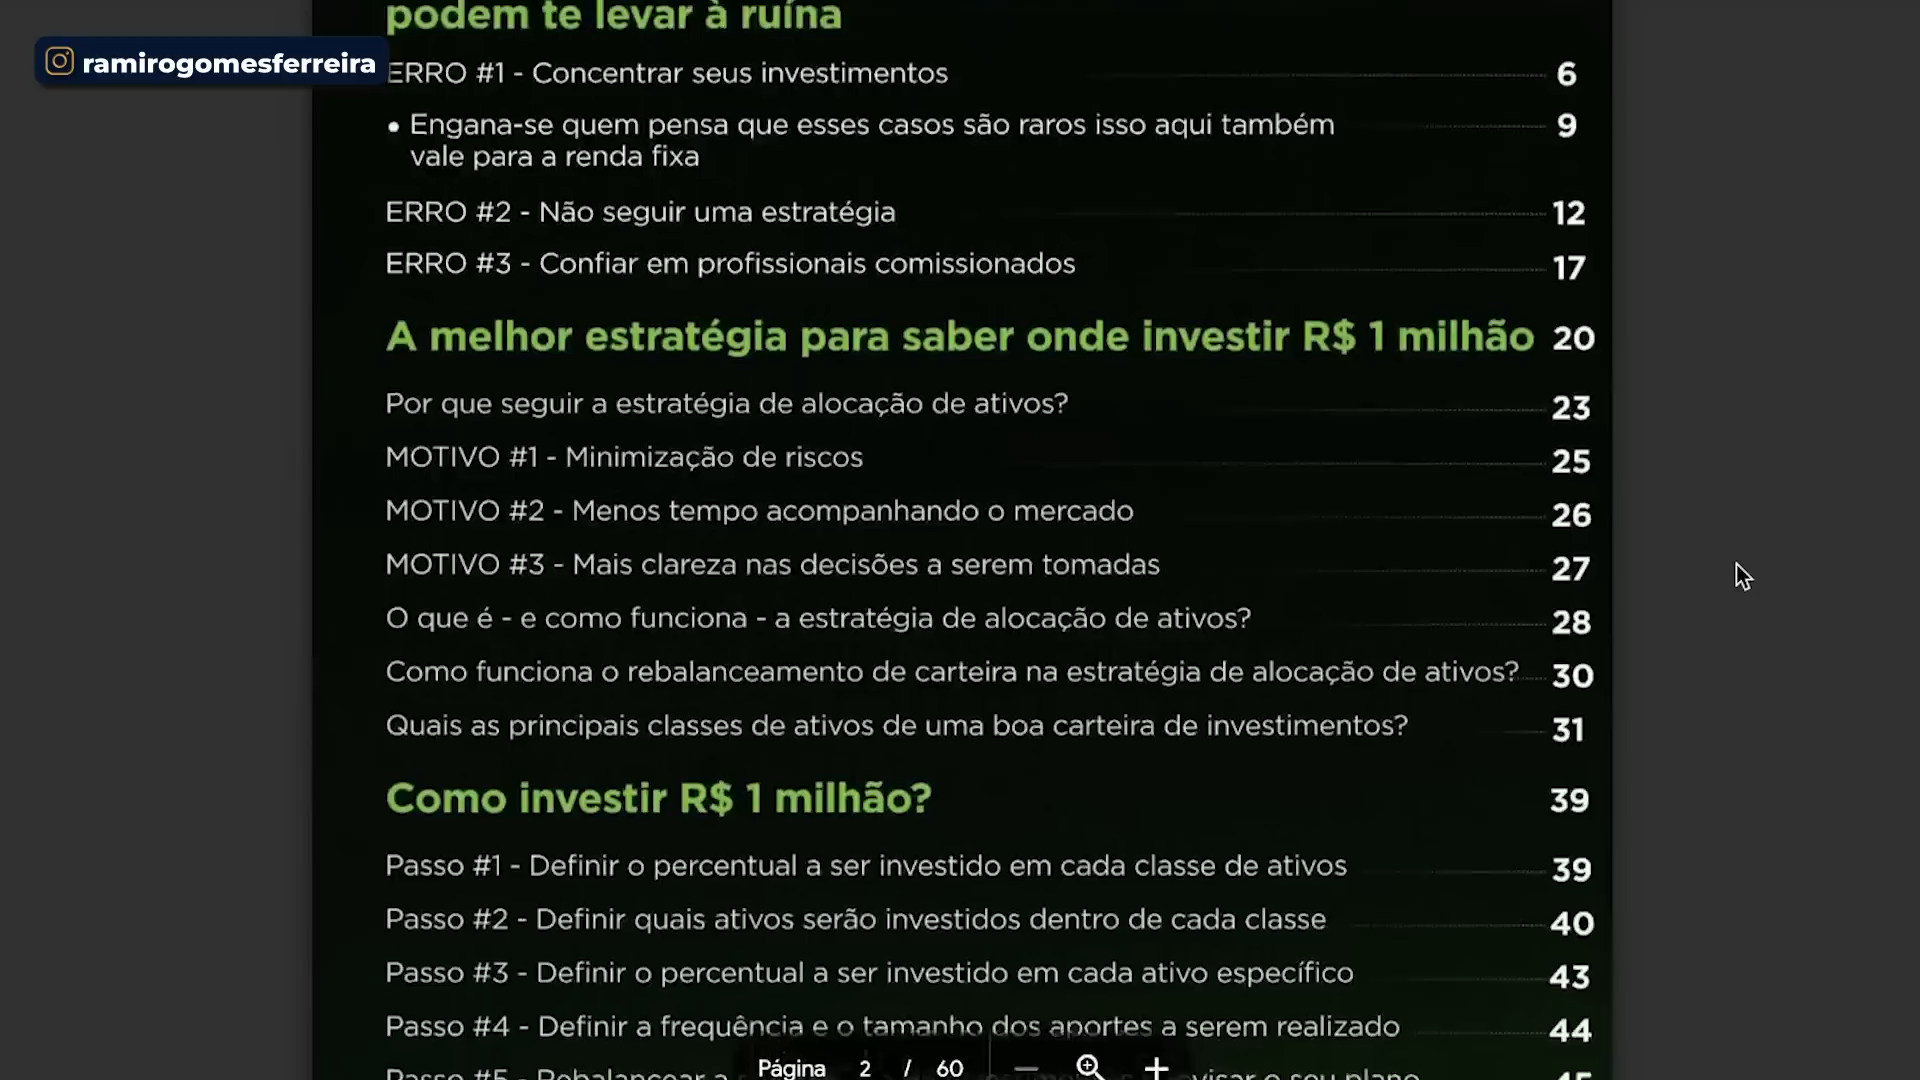 podem te levar à ruína
ramirogomesferreira
ERRO #1 - Concentrar seus investimentos 6
• Engana-se quem pensa que esses casos são raros isso aqui também 9
vale para a renda fixa
ERRO #2 - Não seguir uma estratégia 12
ERRO #3 - Confiar em profissionais comissionados 17
A melhor estratégia para saber onde investir R$ 1 milhão 20
Por que seguir a estratégia de alocação de ativos? 23
MOTIVO #1 - Minimização de riscos 25
MOTIVO #2 - Menos tempo acompanhando o mercado 26
MOTIVO #3 - Mais clareza nas decisões a serem tomadas 27
O que é - e como funciona - a estratégia de alocação de ativos? 28
Como funciona o rebalanceamento de carteira na estratégia de alocação de ativos? 30
Quais as principais classes de ativos de uma boa carteira de investimentos? 31
Como investir R$ 1 milhão? 39
Passo #1 - Definir o percentual a ser investido em cada classe de ativos 39
Passo #2 - Definir quais ativos serão investidos dentro de cada classe 40
Passo #3 - Definir o percentual a ser investido em cada ativo específico 43
Passo #4 - Definir a frequência e o tamanho dos aportes a serem realizado 44
Passo #5 - Rebalancear a o seu plano 45
Página 2 / 60